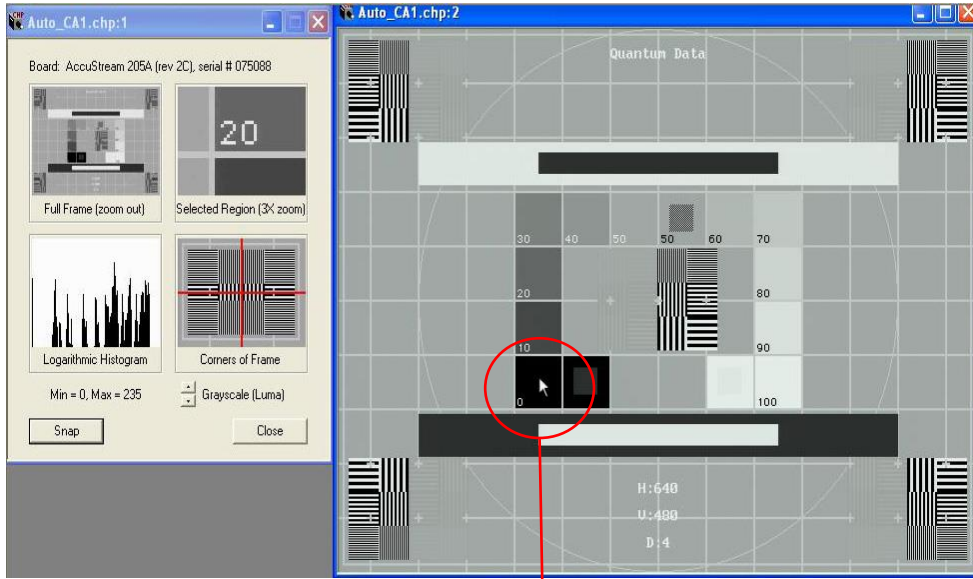 Auto_CA1.chp:1
Board: AccuStream 205A (rev 2C), serial # 075088
20
Full Frame (zoom out)
Selected Region (3X zoom)
Logarithmic Histogram
Corners of Frame
Min = 0, Max = 235
Grayscale (Luma)
Snap
Close
Auto_CA1.chp:2
Quantum Data
30 40 50 50 60 70
20 80
10 90
0 100
H:640
V:480
D:4